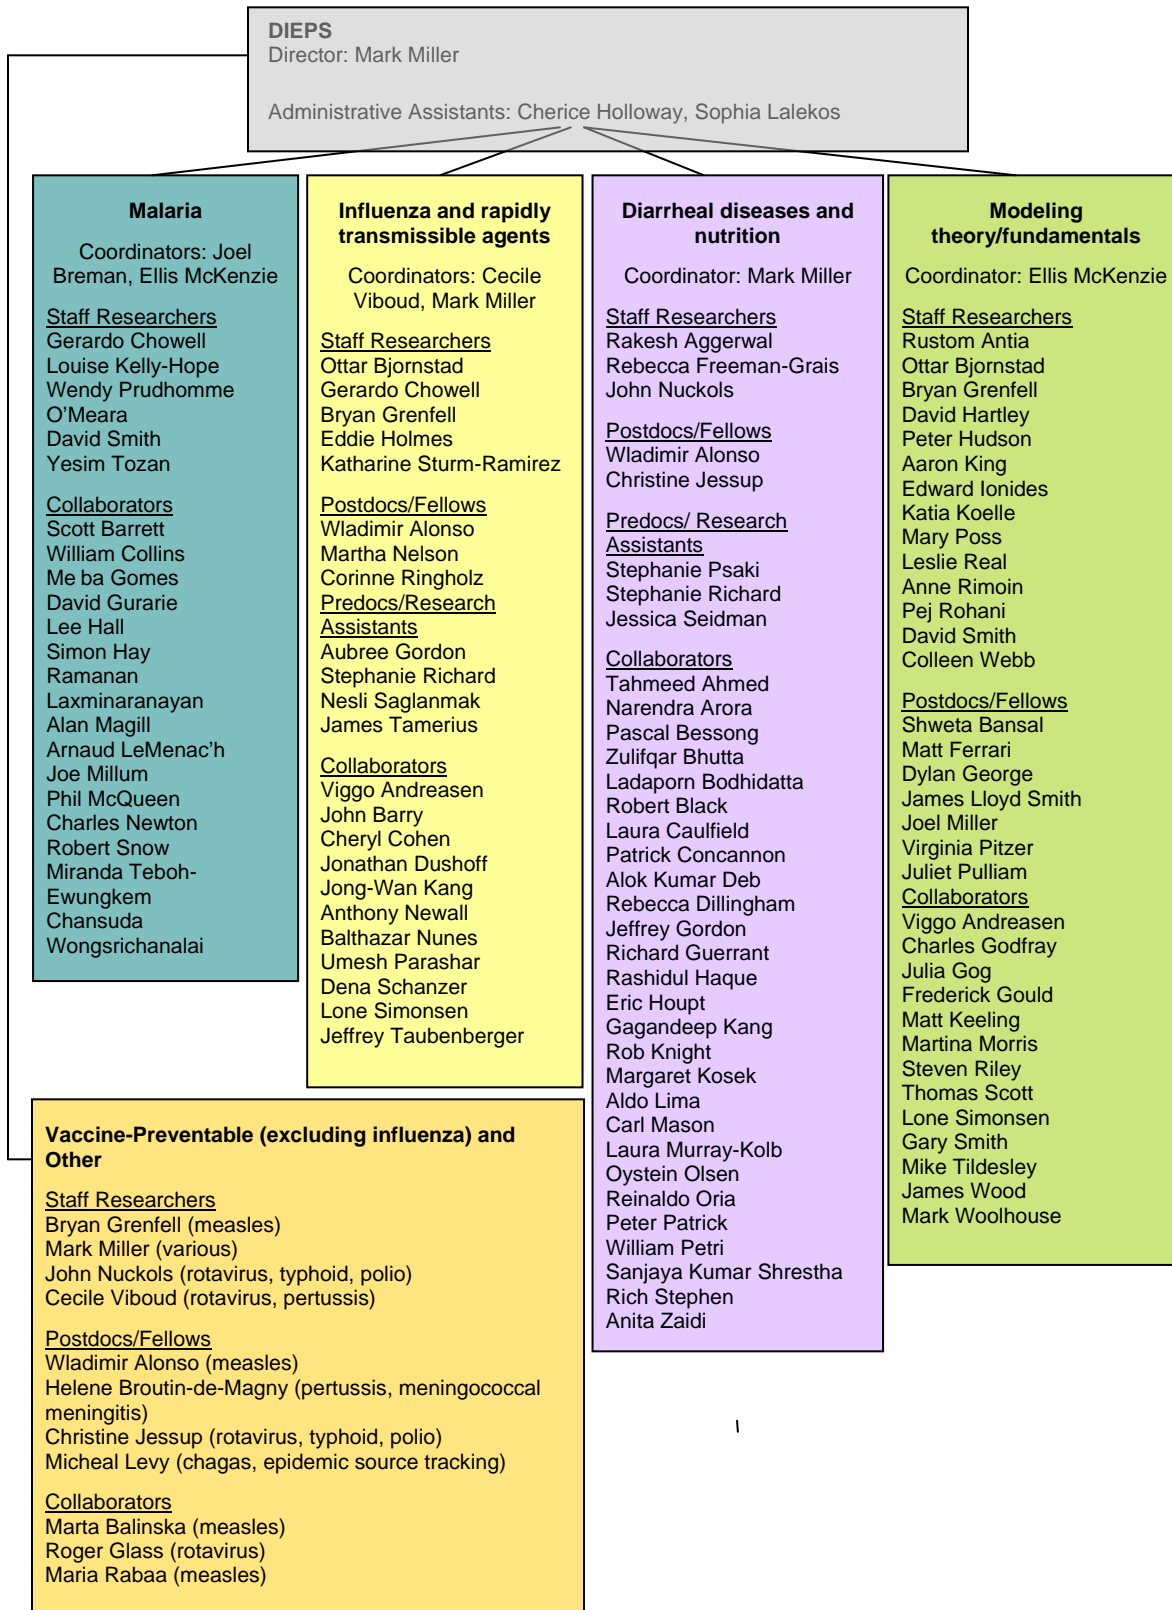 DIEPS
Director: Mark Miller
Administrative Assistants: Cherice Holloway, Sophia Lalekos
Malaria
Coordinators: Joel
Breman, Ellis McKenzie
Staff Researchers
Gerardo Chowell
Louise Kelly-Hope
Wendy Prudhomme
O'Meara
David Smith
Yesim Tozan
Collaborators
Scott Barrett
William Collins
Me ba Gomes
David Gurarie
Lee Hall
Simon Hay
Ramanan
Laxminaranayan
Alan Magill
Arnaud LeMenac'h
Joe Millum
Phil McQueen
Charles Newton
Robert Snow
Miranda Teboh-
Ewungkem
Chansuda
Wongsrichanalai
Influenza and rapidly
transmissible agents
Coordinators: Cecile
Viboud, Mark Miller
Staff Researchers
Ottar Bjornstad
Gerardo Chowell
Bryan Grenfell
Eddie Holmes
Katharine Sturm-Ramirez
Postdocs/Fellows
Wladimir Alonso
Martha Nelson
Corinne Ringholz
Predocs/Research
Assistants
Aubree Gordon
Stephanie Richard
Nesli Saglanmak
James Tamerius
Collaborators
Viggo Andreasen
John Barry
Cheryl Cohen
Jonathan Dushoff
Jong-Wan Kang
Anthony Newall
Balthazar Nunes
Umesh Parashar
Dena Schanzer
Lone Simonsen
Jeffrey Taubenberger
Diarrheal diseases and
nutrition
Coordinator: Mark Miller
Staff Researchers
Rakesh Aggerwal
Rebecca Freeman-Grais
John Nuckols
Postdocs/Fellows
Wladimir Alonso
Christine Jessup
Predocs/ Research
Assistants
Stephanie Psaki
Stephanie Richard
Jessica Seidman
Collaborators
Tahmeed Ahmed
Narendra Arora
Pascal Bessong
Zulifqar Bhutta
Ladaporn Bodhidatta
Robert Black
Laura Caulfield
Patrick Concannon
Alok Kumar Deb
Rebecca Dillingham
Jeffrey Gordon
Richard Guerrant
Rashidul Haque
Eric Houpt
Gagandeep Kang
Rob Knight
Margaret Kosek
Aldo Lima
Carl Mason
Laura Murray-Kolb
Oystein Olsen
Reinaldo Oria
Peter Patrick
William Petri
Sanjaya Kumar Shrestha
Rich Stephen
Anita Zaidi
Modeling
theory/fundamentals
Coordinator: Ellis McKenzie
Staff Researchers
Rustom Antia
Ottar Bjornstad
Bryan Grenfell
David Hartley
Peter Hudson
Aaron King
Edward Ionides
Katia Koelle
Mary Poss
Leslie Real
Anne Rimoin
Pej Rohani
David Smith
Colleen Webb
Postdocs/Fellows
Shweta Bansal
Matt Ferrari
Dylan George
James Lloyd Smith
Joel Miller
Virginia Pitzer
Juliet Pulliam
Collaborators
Viggo Andreasen
Charles Godfray
Julia Gog
Frederick Gould
Matt Keeling
Martina Morris
Steven Riley
Thomas Scott
Lone Simonsen
Gary Smith
Mike Tildesley
James Wood
Mark Woolhouse
Vaccine-Preventable (excluding influenza) and
Other
Staff Researchers
Bryan Grenfell (measles)
Mark Miller (various)
John Nuckols (rotavirus, typhoid, polio)
Cecile Viboud (rotavirus, pertussis)
Postdocs/Fellows
Wladimir Alonso (measles)
Helene Broutin-de-Magny (pertussis, meningococcal
meningitis)
Christine Jessup (rotavirus, typhoid, polio)
Micheal Levy (chagas, epidemic source tracking)
Collaborators
Marta Balinska (measles)
Roger Glass (rotavirus)
Maria Rabaa (measles)